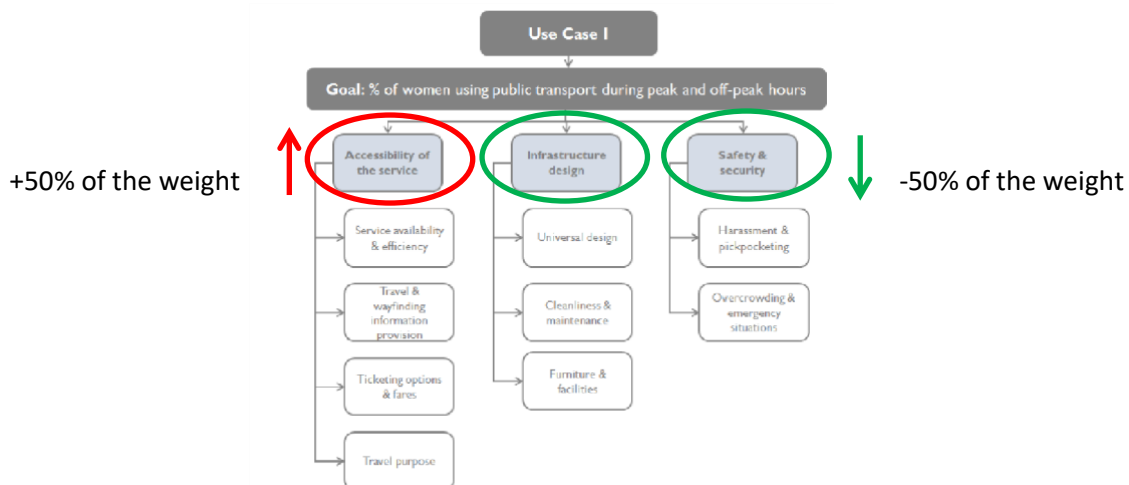 Use Case I
Goal: % of women using public transport during peak and off-peak hours
+50% of the weight
Accessibility of
the service
Infrastructure
design
Safety &
security
-50% of the weight
Service availability
& efficiency
Travel &
wayfinding
information
provision
Ticketing options
& fares
Travel purpose
Universal design
Cleanliness &
maintenance
Furniture &
facilities
Harassment &
pickpocketing
Overcrowding &
emergency
situations